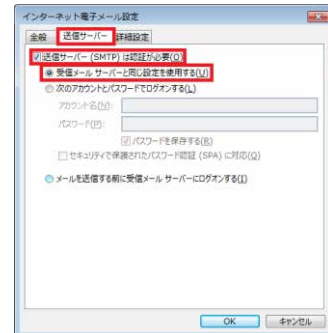 インターネット電子メール設定
全般 送信サーバー 詳細設定
送信サーバー (SMTP) は認証が必要(O)
受信メール サーバーと同じ設定を使用する(U)
次のアカウントとパスワードでログオンする(L)
アカウント名(N):
パスワード(P):
パスワードを保存する(R)
セキュリティで保護されたパスワード認証 (SPA) に対応(Q)
メールを送信する前に受信メール サーバーにログオンする(I)
OK キャンセル